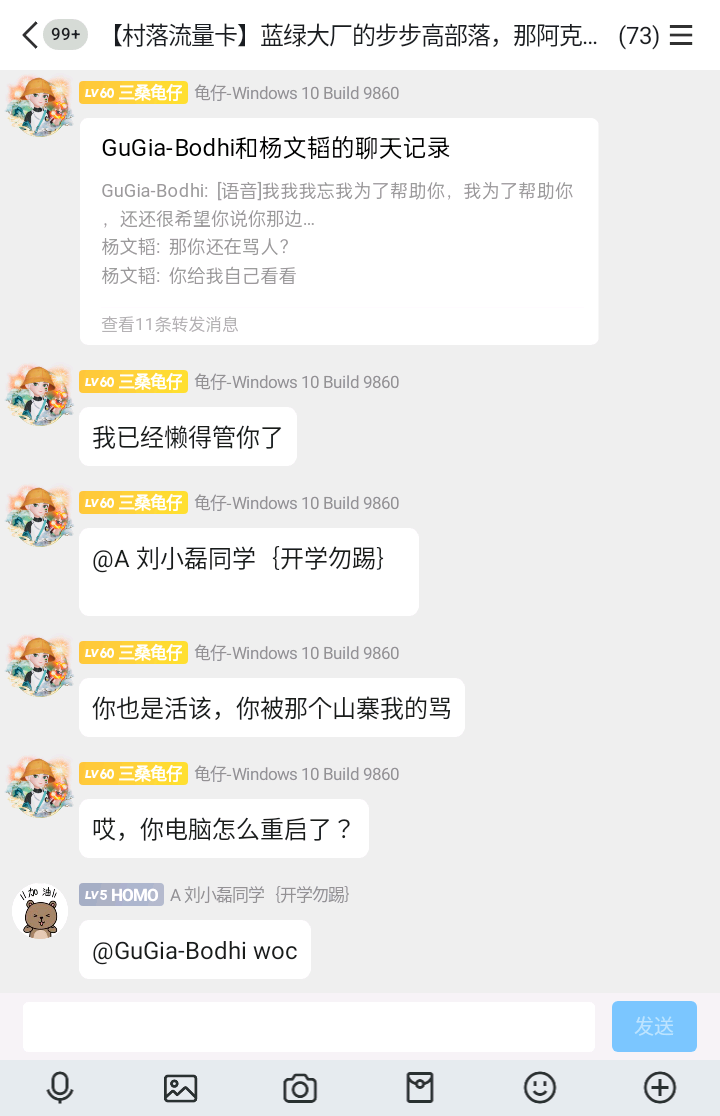 99+ 【村落流量卡】蓝绿大厂的步步高部落，那阿克... (73)
LV60 三桑龟仔 龟仔-Windows 10 Build 9860
GuGia-Bodhi和杨文韬的聊天记录
GuGia-Bodhi: [语音]我我我忘我为了帮助你，我为了帮助你
，还还很希望你说你那边...
杨文韬: 那你还在骂人?
杨文韬: 你给我自己看看
查看11条转发消息
LV60 三桑龟仔 龟仔-Windows 10 Build 9860
我已经懒得管你了
LV60 三桑龟仔 龟仔-Windows 10 Build 9860
@A 刘小磊同学｛开学勿踢｝
LV60 三桑龟仔 龟仔-Windows 10 Build 9860
你也是活该，你被那个山寨我的骂
LV60 三桑龟仔 龟仔-Windows 10 Build 9860
哎，你电脑怎么重启了？
加油
LV5 HOMO A 刘小磊同学｛开学勿踢｝
@GuGia-Bodhi woc
发送